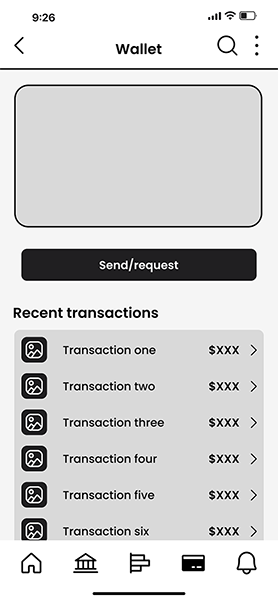 9:26
Wallet
Send/request
Recent transactions
Transaction one $XXX
Transaction two $XXX
Transaction three $XXX
Transaction four $XXX
Transaction five $XXX
Transaction six $XXX